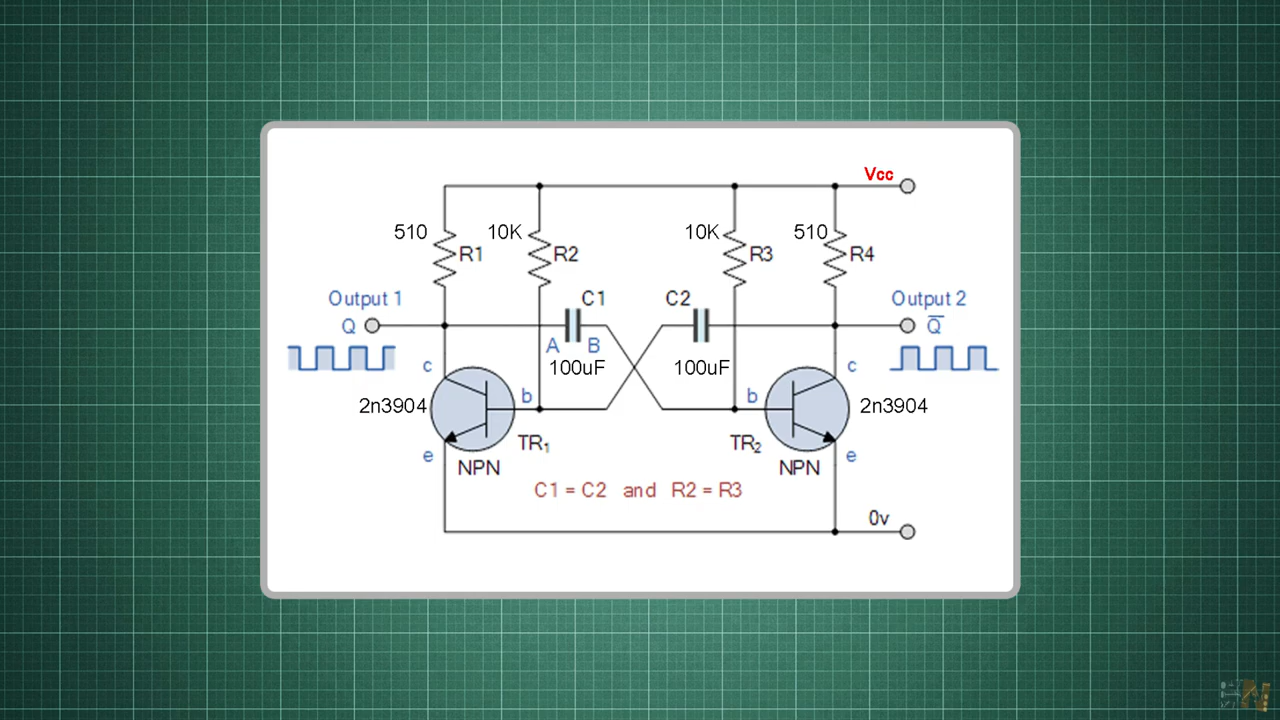 Vcc
510
10K
10K
510
R1
R2
R3
R4
Output 1
C1
C2
Output 2
Q
Q̅
A
B
c
100uF
100uF
c
2n3904
b
b
2n3904
TR₁
TR₂
e
e
NPN
NPN
C1 = C2 and R2 = R3
0v